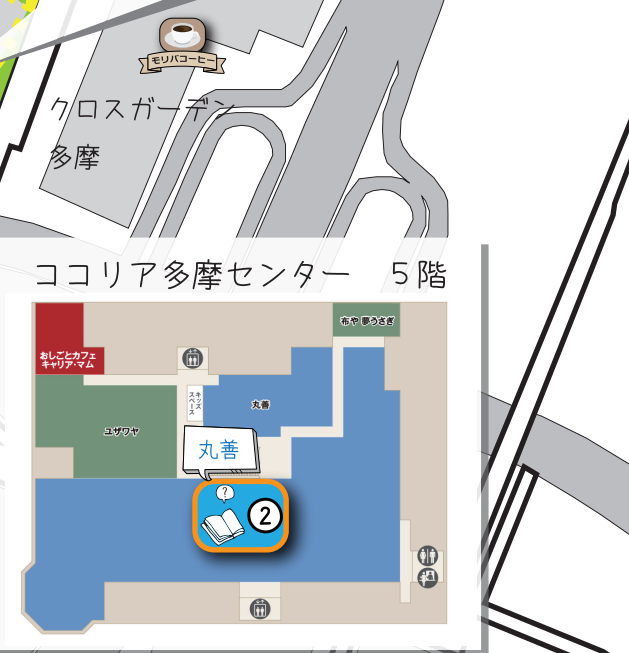 モリバコーヒー
クロスガーデン
多摩
ココリア多摩センター 5階
布や 夢うさぎ
おしごとカフェ
キャリア・マム
キッズ
スペース
丸善
ユザワヤ
丸善
?
2